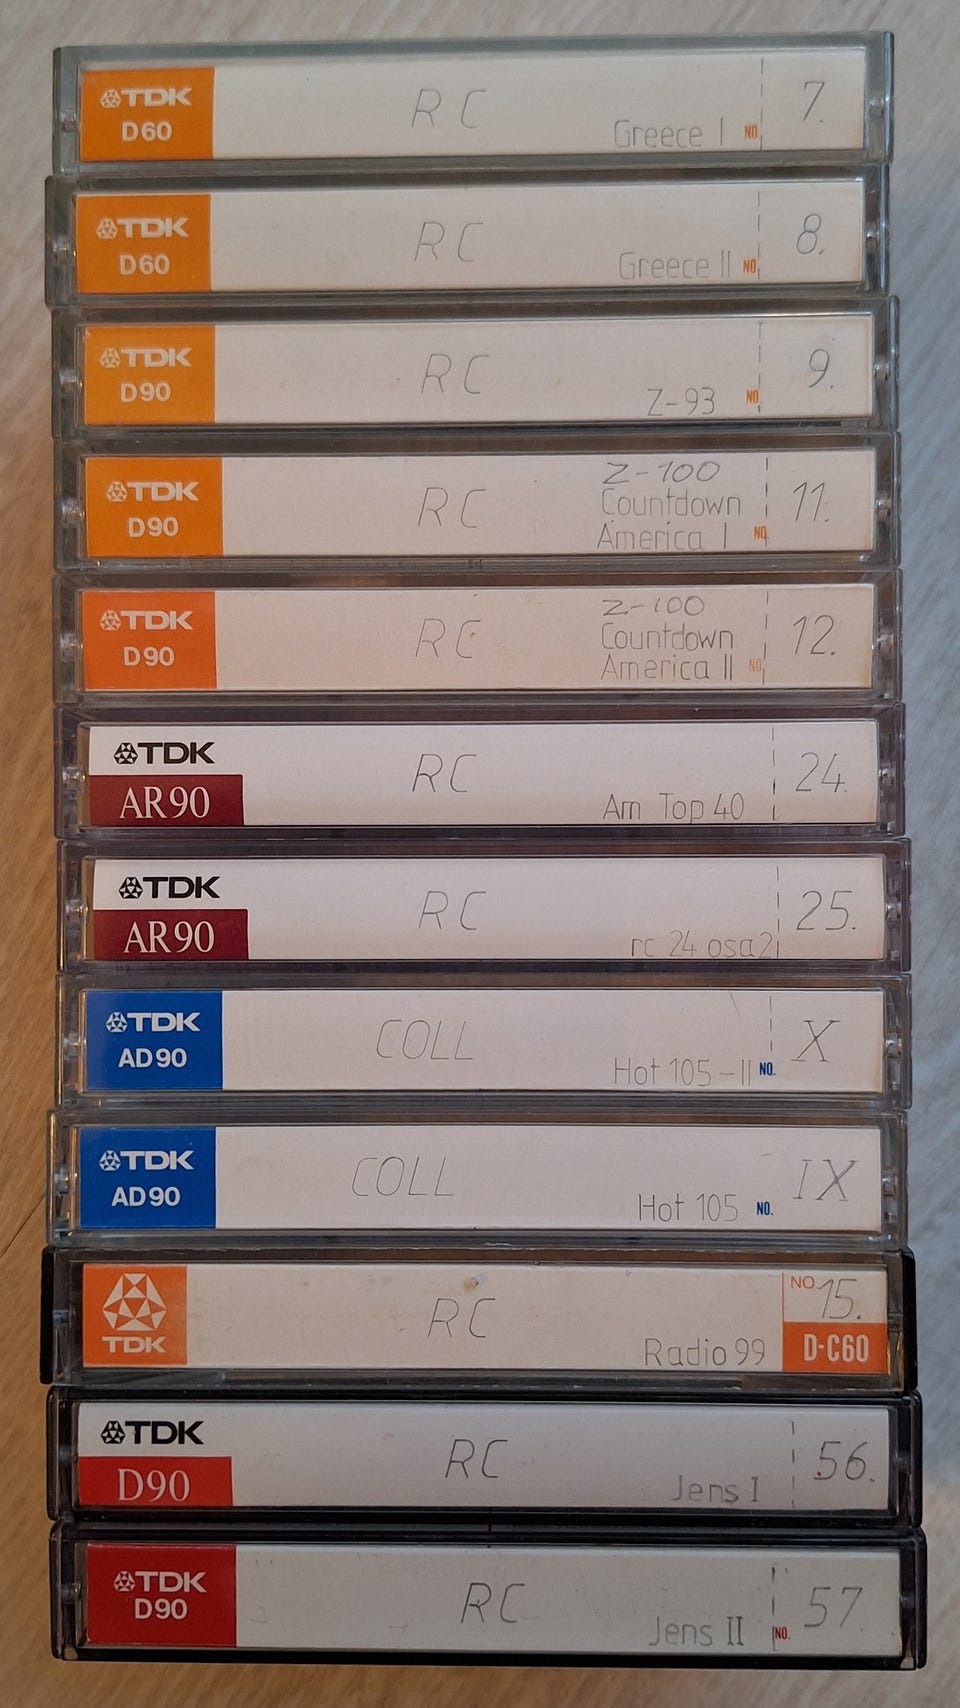 TDK
D60
RC
Greece I
NO.
7.
TDK
D60
RC
Greece II
NO.
8.
TDK
D90
RC
Z-93
NO.
9.
TDK
D90
RC
Z-100
Countdown
America I
NO.
11.
TDK
D90
RC
Z-100
Countdown
America II
NO.
12.
TDK
AR90
RC
Am Top 40
24.
TDK
AR90
RC
rc 24 osa2
25.
TDK
AD90
COLL
Hot 105-II
NO.
X
TDK
AD90
COLL
Hot 105
NO.
IX
TDK
RC
Radio 99
NO. 15.
D-C60
TDK
D90
RC
Jens I
56.
TDK
D90
RC
Jens II
NO.
57.